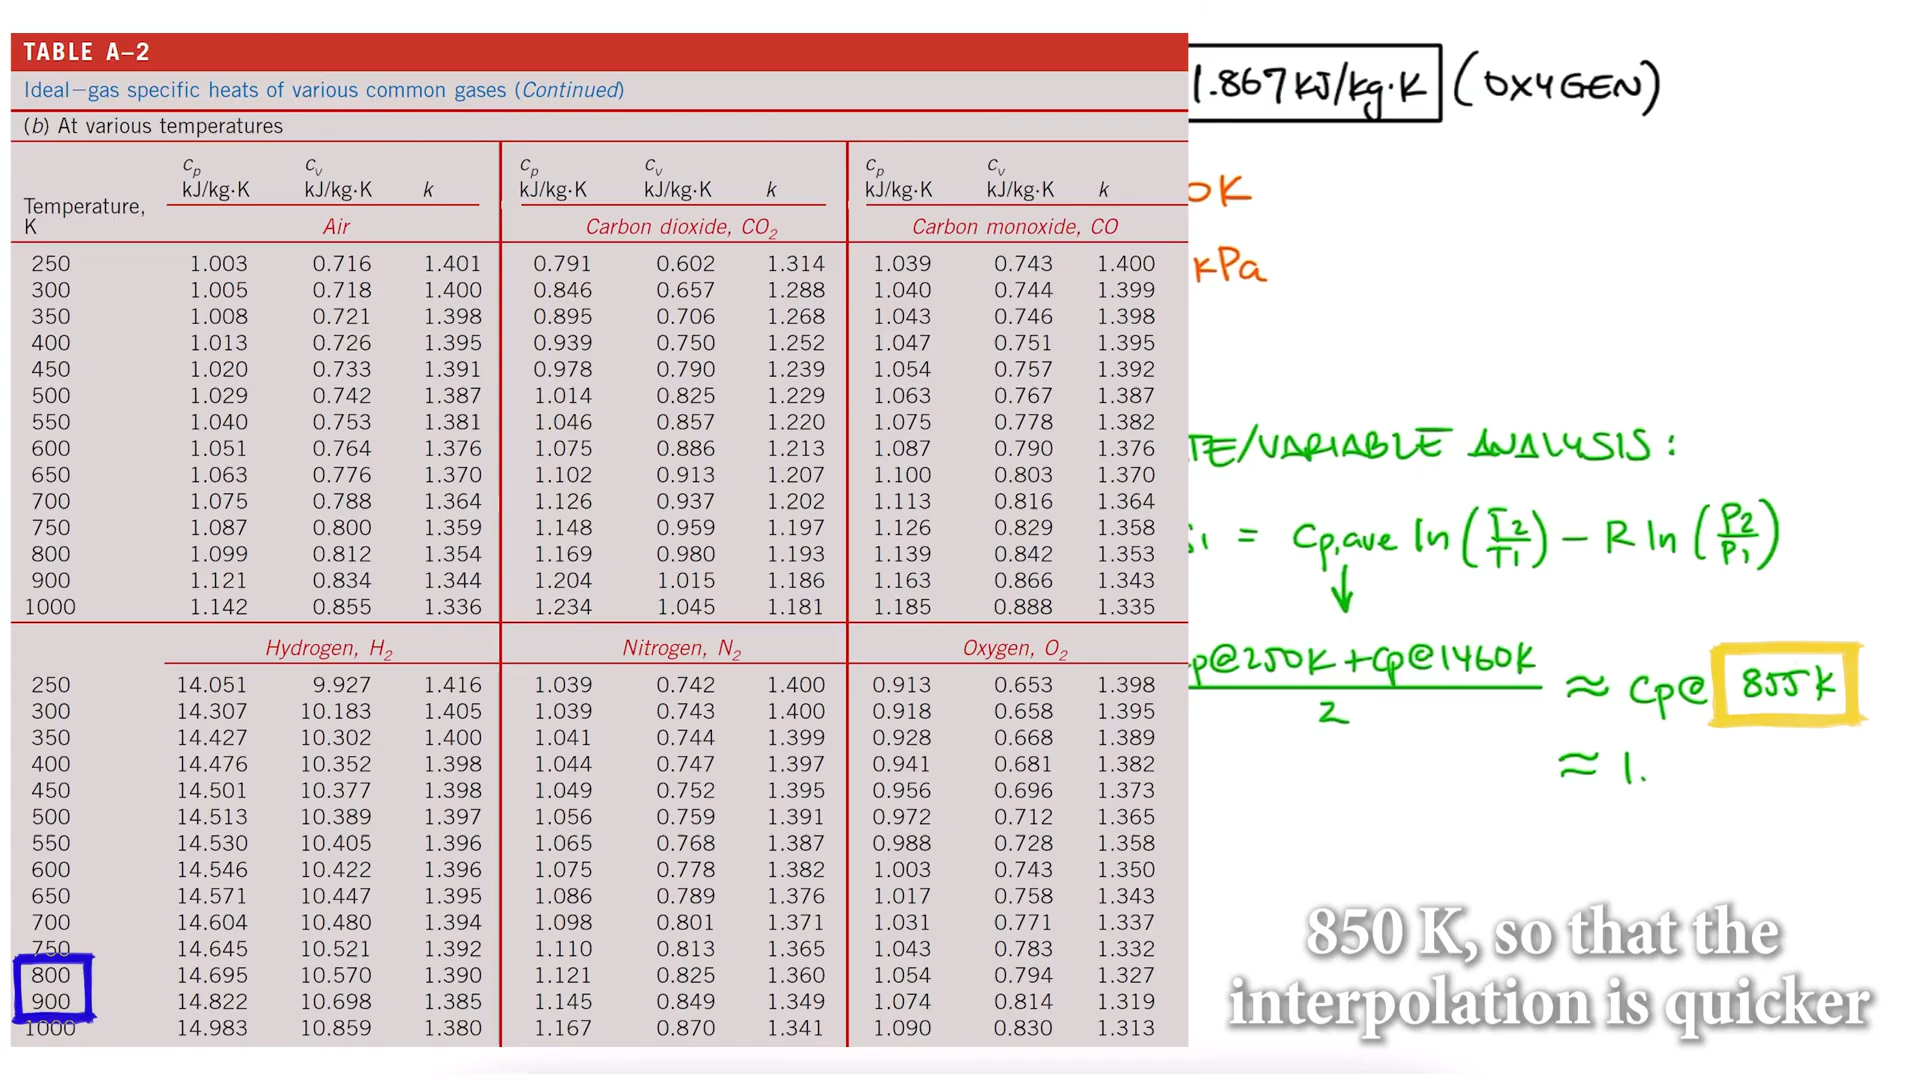 TABLE A–2
Ideal–gas specific heats of various common gases (Continued)
(b) At various temperatures
Temperature, K
cp kJ/kg·K cv kJ/kg·K k cp kJ/kg·K cv kJ/kg·K k cp kJ/kg·K cv kJ/kg·K k
Air Carbon dioxide, CO2 Carbon monoxide, CO
250 1.003 0.716 1.401 0.791 0.602 1.314 1.039 0.743 1.400
300 1.005 0.718 1.400 0.846 0.657 1.288 1.040 0.744 1.399
350 1.008 0.721 1.398 0.895 0.706 1.268 1.043 0.746 1.398
400 1.013 0.726 1.395 0.939 0.750 1.252 1.047 0.751 1.395
450 1.020 0.733 1.391 0.978 0.790 1.239 1.054 0.757 1.392
500 1.029 0.742 1.387 1.014 0.825 1.229 1.063 0.767 1.387
550 1.040 0.753 1.381 1.046 0.857 1.220 1.075 0.778 1.382
600 1.051 0.764 1.376 1.075 0.886 1.213 1.087 0.790 1.376
650 1.063 0.776 1.370 1.102 0.913 1.207 1.100 0.803 1.370
700 1.075 0.788 1.364 1.126 0.937 1.202 1.113 0.816 1.364
750 1.087 0.800 1.359 1.148 0.959 1.197 1.126 0.829 1.358
800 1.099 0.812 1.354 1.169 0.980 1.193 1.139 0.842 1.353
900 1.121 0.834 1.344 1.204 1.015 1.186 1.163 0.866 1.343
1000 1.142 0.855 1.336 1.234 1.045 1.181 1.185 0.888 1.335
Hydrogen, H2 Nitrogen, N2 Oxygen, O2
250 14.051 9.927 1.416 1.039 0.742 1.400 0.913 0.653 1.398
300 14.307 10.183 1.405 1.039 0.743 1.400 0.918 0.658 1.395
350 14.427 10.302 1.400 1.041 0.744 1.399 0.928 0.668 1.389
400 14.476 10.352 1.398 1.044 0.747 1.397 0.941 0.681 1.382
450 14.501 10.377 1.398 1.049 0.752 1.395 0.956 0.696 1.373
500 14.513 10.389 1.397 1.056 0.759 1.391 0.972 0.712 1.365
550 14.530 10.405 1.396 1.065 0.768 1.387 0.988 0.728 1.358
600 14.546 10.422 1.396 1.075 0.778 1.382 1.003 0.743 1.350
650 14.571 10.447 1.395 1.086 0.789 1.376 1.017 0.758 1.343
700 14.604 10.480 1.394 1.098 0.801 1.371 1.031 0.771 1.337
750 14.645 10.521 1.392 1.110 0.813 1.365 1.043 0.783 1.332
800 14.695 10.570 1.390 1.121 0.825 1.360 1.054 0.794 1.327
900 14.822 10.698 1.385 1.145 0.849 1.349 1.074 0.814 1.319
1000 14.983 10.859 1.380 1.167 0.870 1.341 1.090 0.830 1.313
1.867 kJ/kg·K (OXYGEN)
0K
kPa
TE/VARIABLE ANALYSIS:
1 = Cp,ave ln (T2/T1) – R ln (P2/P1)
p@250K + Cp@1460K
2
≈ Cp@ 855K
≈ 1.
850 K, so that the
interpolation is quicker